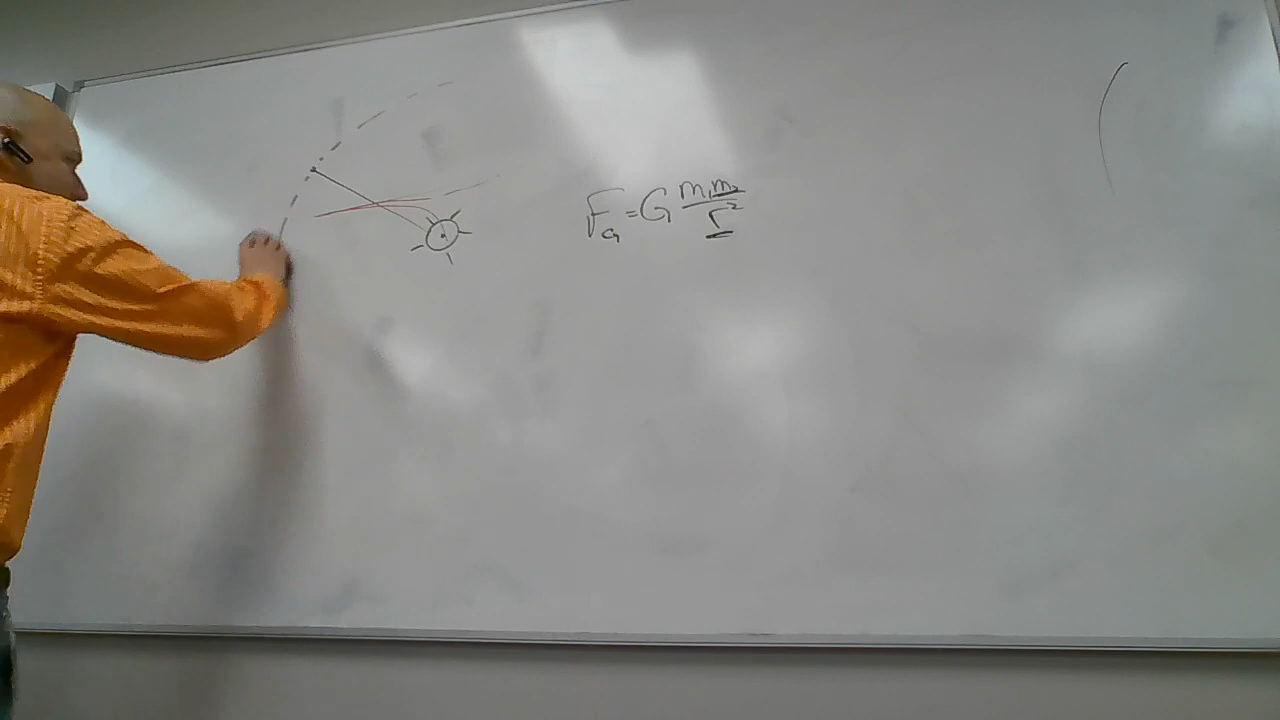 F_G = G m₁m₂/r²